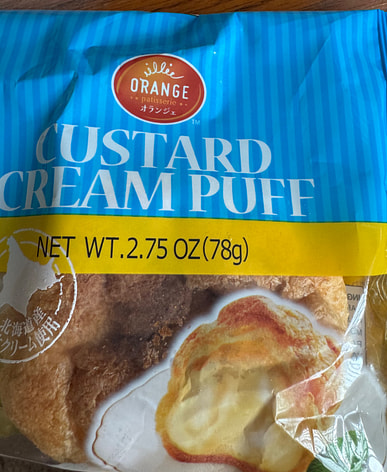 ORANGE
patisserie
オランジェ
TM
CUSTARD
CREAM PUFF
NET WT.2.75 OZ(78g)
北海道産
クリーム使用